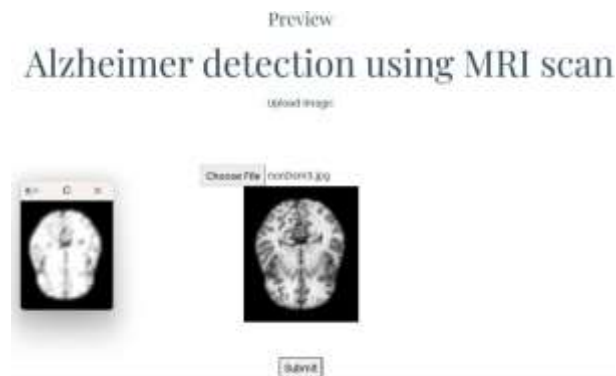 Preview
Alzheimer detection using MRI scan
Upload Image
Choose File
Submit